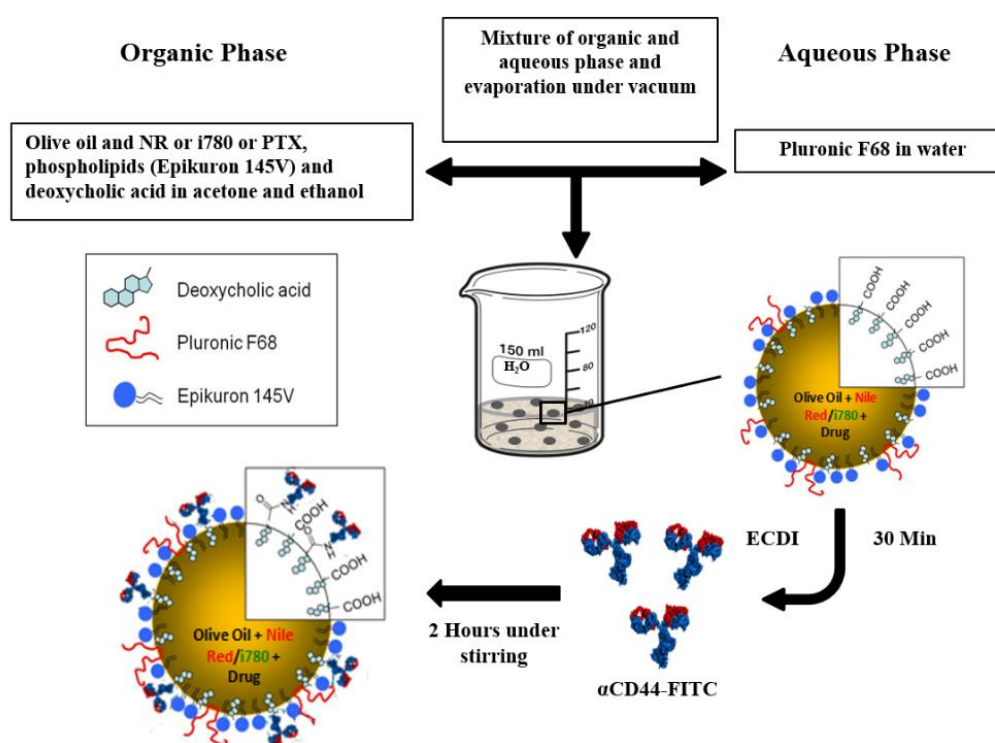 Organic Phase
Mixture of organic and
aqueous phase and
evaporation under vacuum
Aqueous Phase
Olive oil and NR or i780 or PTX,
phospholipids (Epikuron 145V) and
deoxycholic acid in acetone and ethanol
Pluronic F68 in water
Deoxycholic acid
Pluronic F68
Epikuron 145V
120
150 ml
H₂O
80
COOH
COOH
COOH
COOH
COOH
Olive Oil + Nile
Red/i780 +
Drug
O
N
H
COOH
O
N
H
COOH
COOH
Olive Oil + Nile
Red/i780 +
Drug
ECDI
30 Min
2 Hours under
stirring
αCD44-FITC